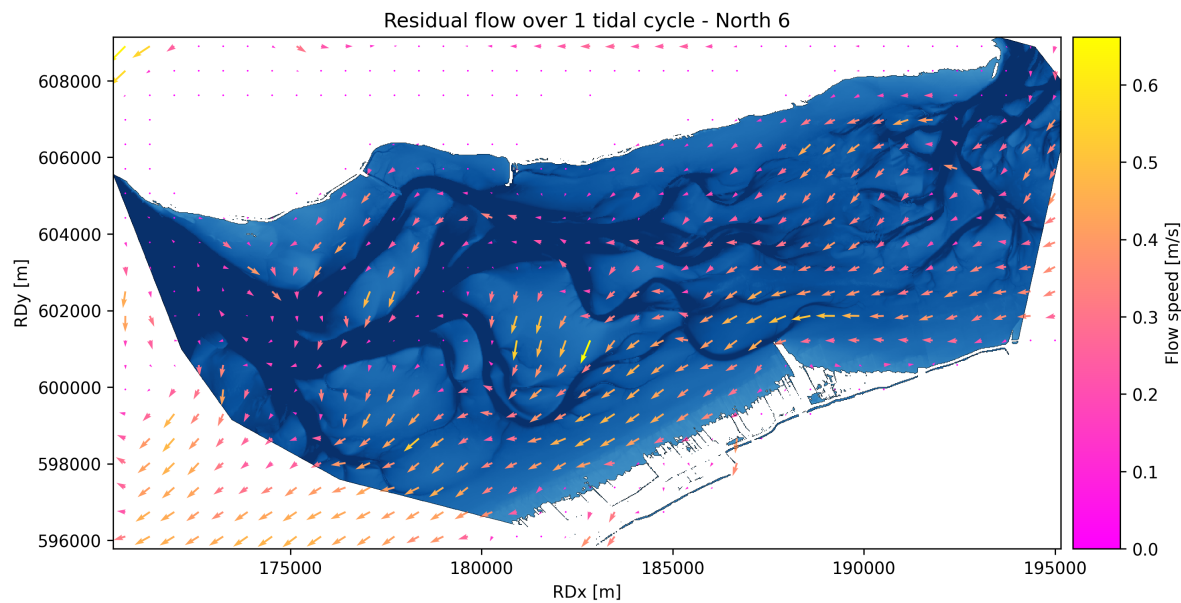 Residual flow over 1 tidal cycle - North 6
608000
606000
604000
602000
600000
598000
596000
RDy [m]
175000 180000 185000 190000 195000
RDx [m]
0.6
0.5
0.4
0.3
0.2
0.1
0.0
Flow speed [m/s]